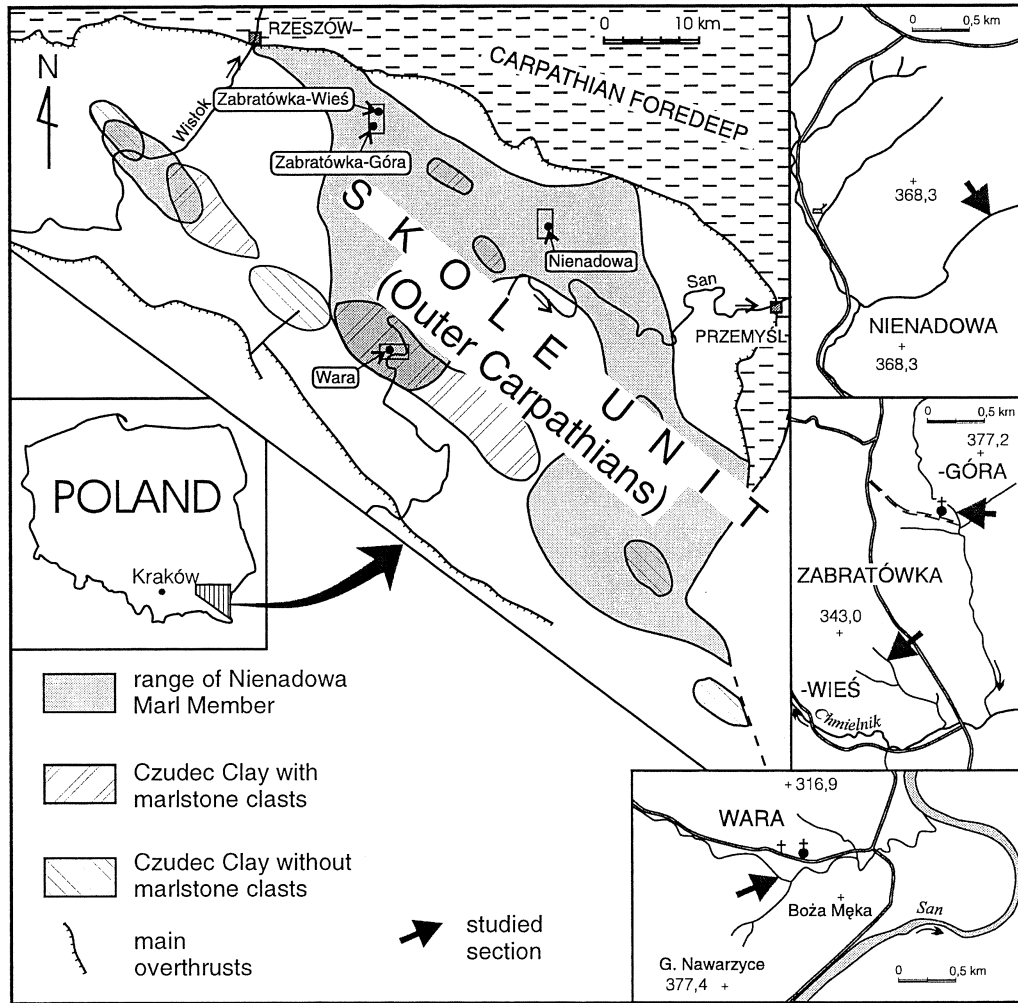 RZESZÓW
0 10 km
N
CARPATHIAN FOREDEEP
Zabratówka-Wieś
Wisłok
Zabratówka-Góra
SKOLE UNIT
(Outer Carpathians)
Nienadowa
San
PRZEMYŚL
Wara
POLAND
Kraków
range of Nienadowa
Marl Member
Czudec Clay with
marlstone clasts
Czudec Clay without
marlstone clasts
main
overthrusts
studied
section
0 0,5 km
368,3
NIENADOWA
368,3
0 0,5 km
377,2
-GÓRA
ZABRATÓWKA
343,0
-WIEŚ
Chmielnik
316,9
WARA
Boża Męka
San
G. Nawarzyce
377,4
0 0,5 km